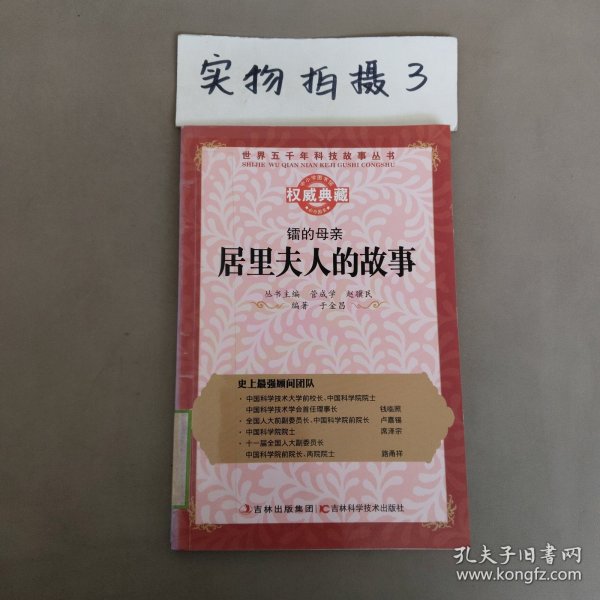 实物拍摄3
世界五千年科技故事丛书
SHIJIE WU QIAN NIAN KEJI GUSHI CONGSHU
权威典藏
镭的母亲
居里夫人的故事
丛书主编 管成学 赵骥民
编著 于金昌
史上最强顾问团队
· 中国科学技术大学前校长、中国科学院院士
中国科学技术学会首任理事长 钱临照
· 全国人大前副委员长、中国科学院前院长 卢嘉锡
· 中国科学院院士 席泽宗
· 十一届全国人大副委员长
中国科学院前院长、两院院士 路甬祥
吉林出版集团 吉林科学技术出版社
孔夫子旧书网
www.kongfz.com